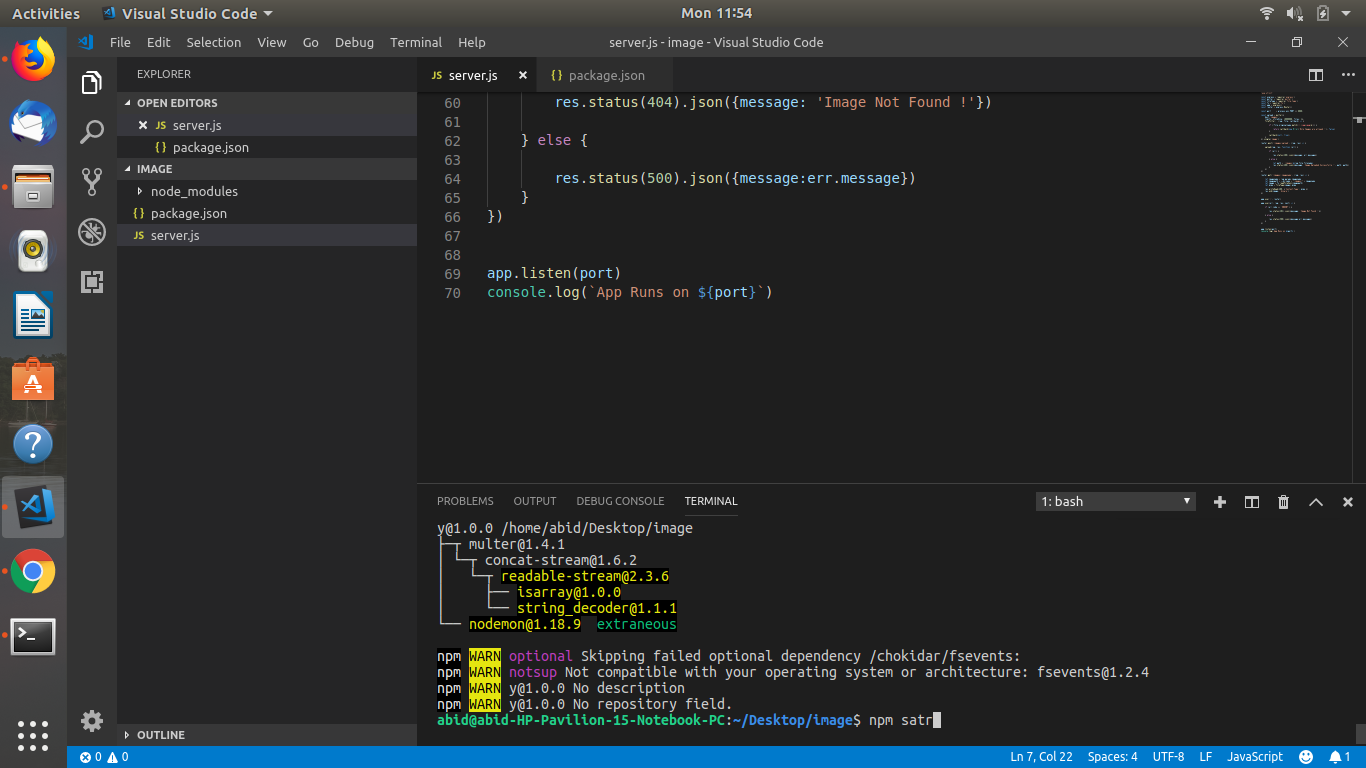 Activities Visual Studio Code Mon 11:54
File Edit Selection View Go Debug Terminal Help server.js - image - Visual Studio Code
EXPLORER
OPEN EDITORS
JS server.js
{} package.json
IMAGE
node_modules
{} package.json
JS server.js
OUTLINE
JS server.js {} package.json
60 res.status(404).json({message: 'Image Not Found !'})
61
62 } else {
63
64 res.status(500).json({message:err.message})
65 }
66 })
67
68
69 app.listen(port)
70 console.log(`App Runs on ${port}`)
PROBLEMS OUTPUT DEBUG CONSOLE TERMINAL 1: bash
y@1.0.0 /home/abid/Desktop/image
├─┬ multer@1.4.1
│ └─┬ concat-stream@1.6.2
│   └─┬ readable-stream@2.3.6
│     ├── isarray@1.0.0
│     └── string_decoder@1.1.1
└── nodemon@1.18.9  extraneous
npm WARN optional Skipping failed optional dependency /chokidar/fsevents:
npm WARN notsup Not compatible with your operating system or architecture: fsevents@1.2.4
npm WARN y@1.0.0 No description
npm WARN y@1.0.0 No repository field.
abid@abid-HP-Pavilion-15-Notebook-PC:~/Desktop/image$ npm satr
0 0 Ln 7, Col 22 Spaces: 4 UTF-8 LF JavaScript 1